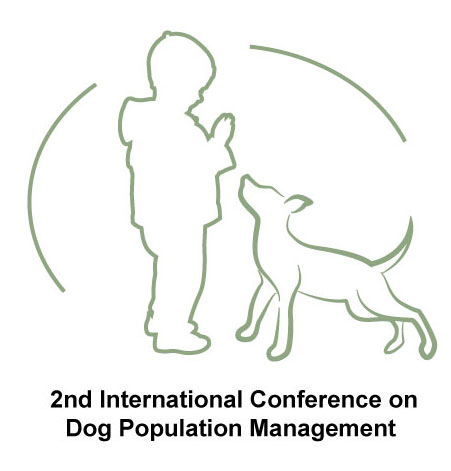 2nd International Conference on
Dog Population Management